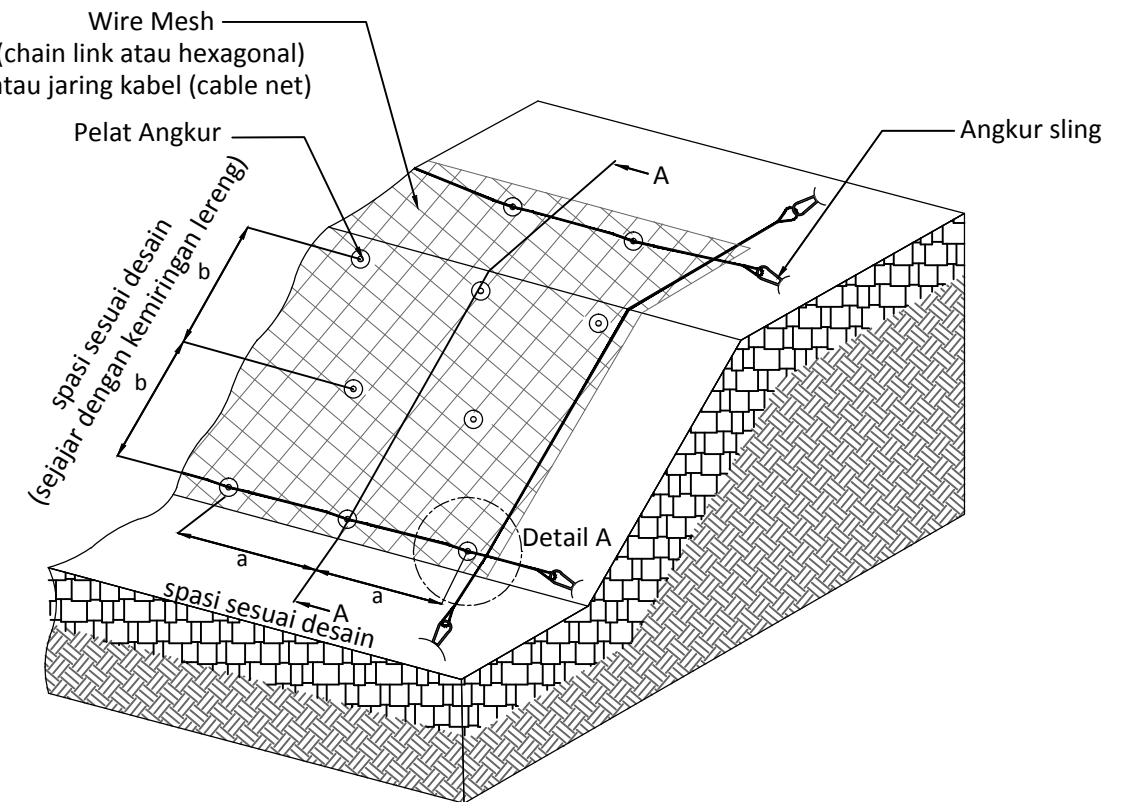 Wire Mesh
(chain link atau hexagonal)
atau jaring kabel (cable net)
Pelat Angkur
Angkur sling
A
spasi sesuai desain
(sejajar dengan kemiringan lereng)
b
b
Detail A
a
a
A
spasi sesuai desain